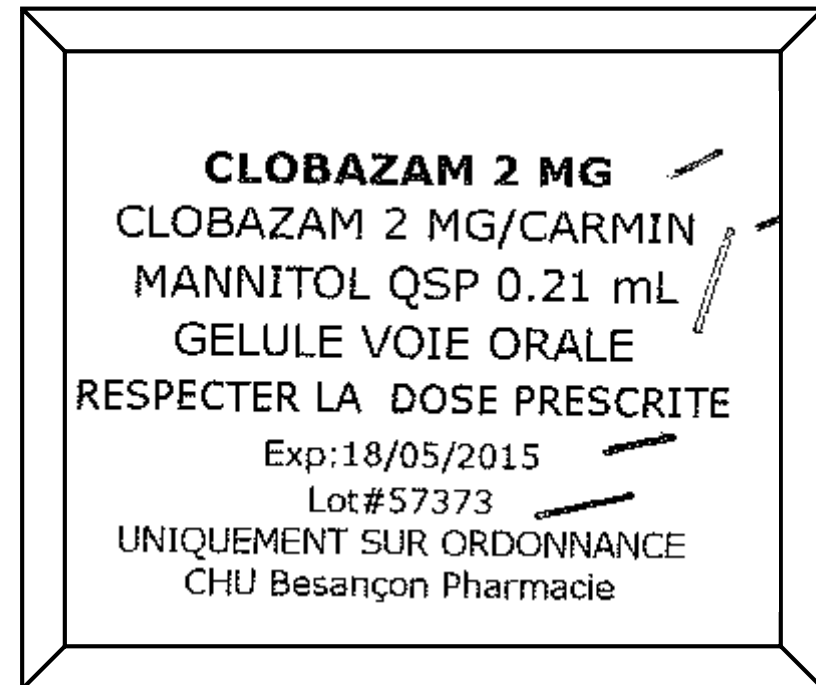 CLOBAZAM 2 MG
CLOBAZAM 2 MG/CARMIN
MANNITOL QSP 0.21 mL
GELULE VOIE ORALE
RESPECTER LA DOSE PRESCRITE
Exp:18/05/2015
Lot#57373
UNIQUEMENT SUR ORDONNANCE
CHU Besançon Pharmacie